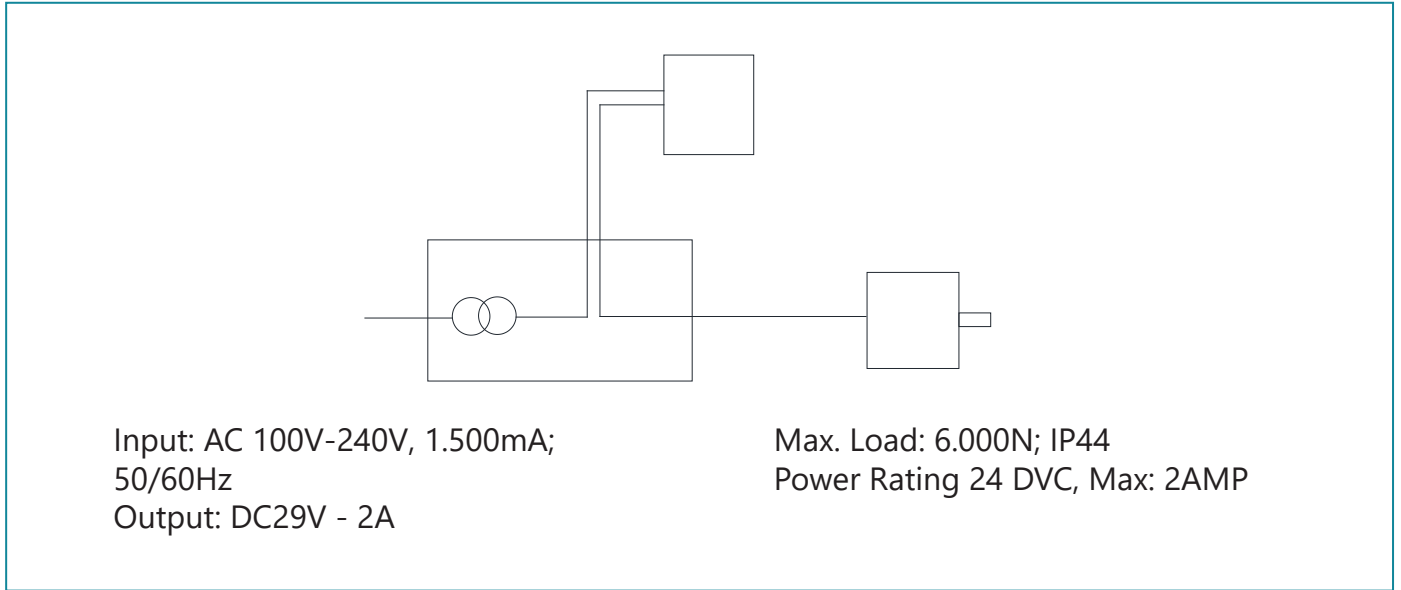 Input: AC 100V-240V, 1.500mA;
50/60Hz
Output: DC29V - 2A
Max. Load: 6.000N; IP44
Power Rating 24 DVC, Max: 2AMP